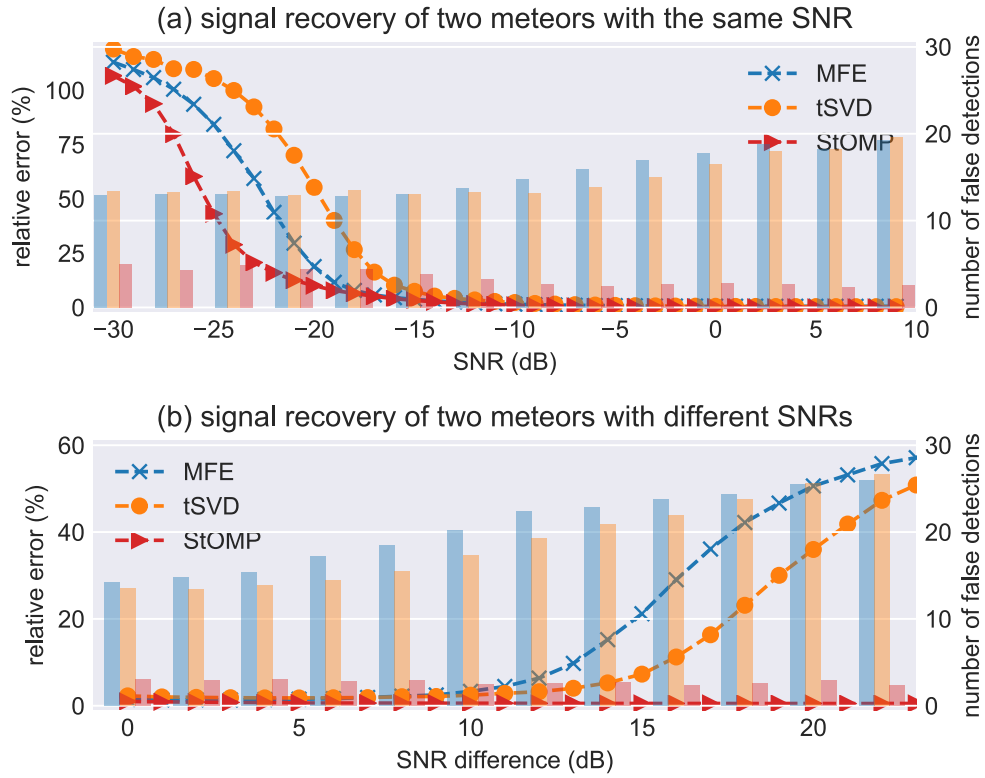 (a) signal recovery of two meteors with the same SNR
relative error (%)
100
75
50
25
0
MFE
tSVD
StOMP
30
20
10
0
number of false detections
−30 −25 −20 −15 −10 −5 0 5 10
SNR (dB)
(b) signal recovery of two meteors with different SNRs
relative error (%)
60
40
20
0
MFE
tSVD
StOMP
30
20
10
0
number of false detections
0 5 10 15 20
SNR difference (dB)